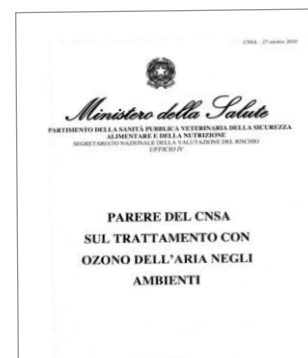 CNSA – 27 ottobre 2010
Ministero della Salute
PARTIMENTO DELLA SANITÀ PUBBLICA VETERINARIA DELLA SICUREZZA
ALIMENTARE E DELLA NUTRIZIONE
SEGRETARIATO NAZIONALE DELLA VALUTAZIONE DEL RISCHIO
UFFICIO IV
PARERE DEL CNSA
SUL TRATTAMENTO CON
OZONO DELL'ARIA NEGLI
AMBIENTI